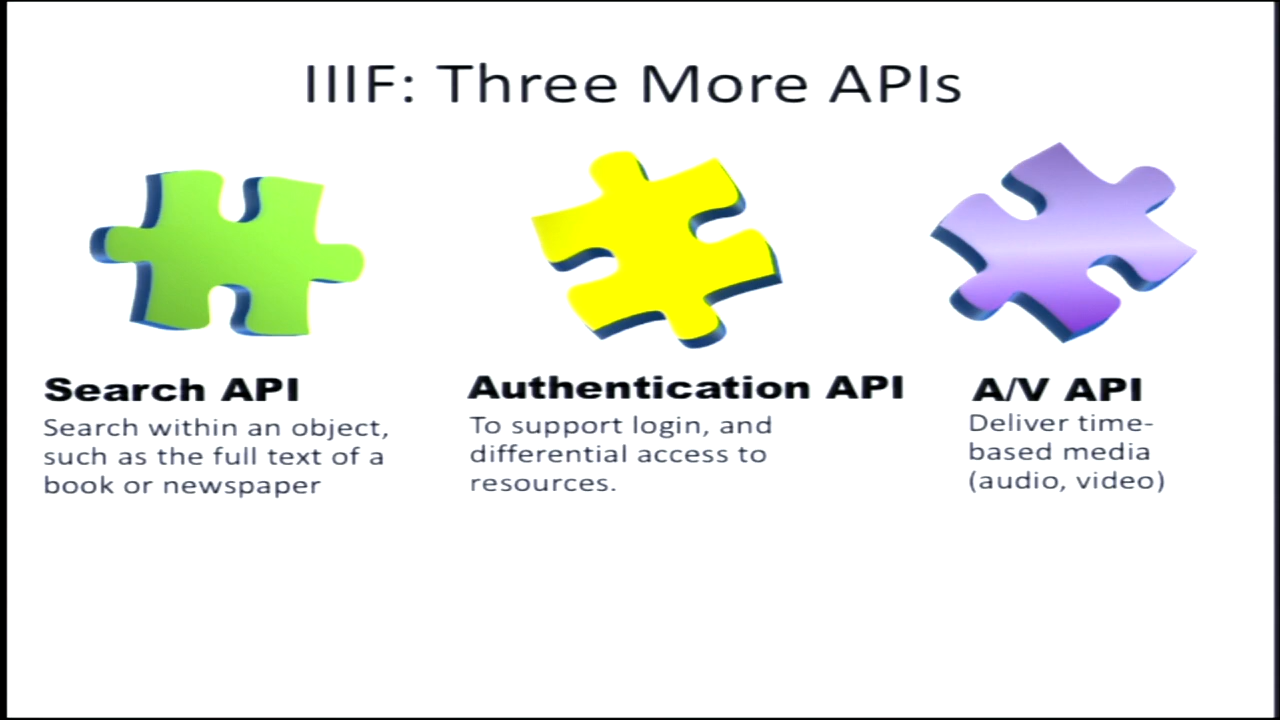 IIIF: Three More APIs
Search API
Search within an object,
such as the full text of a
book or newspaper
Authentication API
To support login, and
differential access to
resources.
A/V API
Deliver time-
based media
(audio, video)